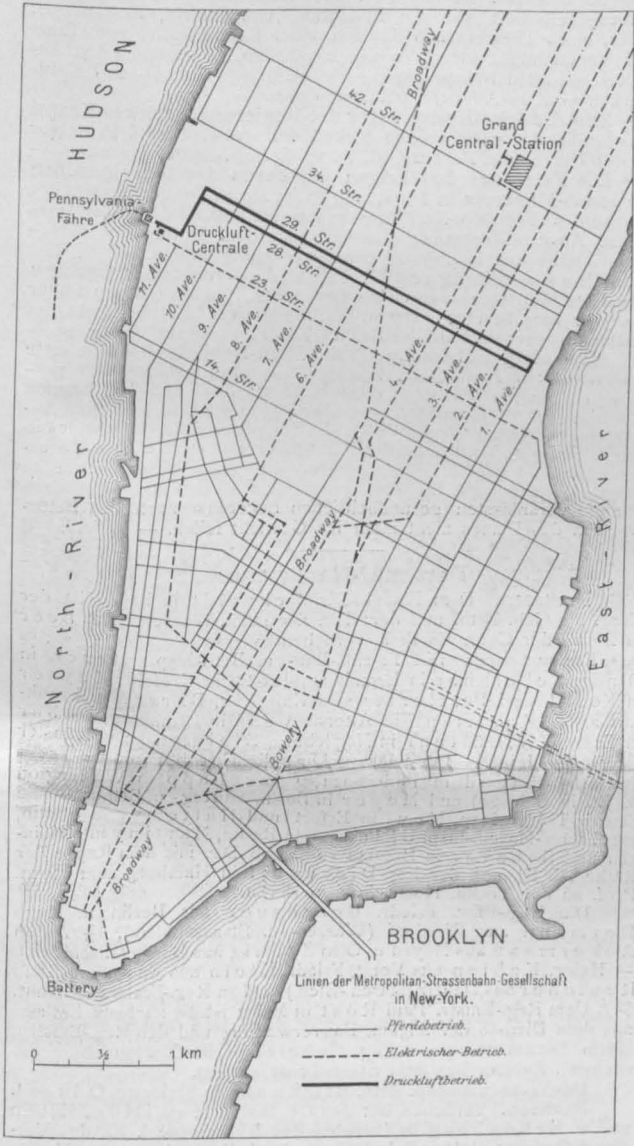 HUDSON
Broadway
42. Str.
Grand
Central-Station
34. Str.
Pennsylvania-
Fähre
Druckluft-
Centrale
29. Str.
28. Str.
23. Str.
11. Ave.
10. Ave.
9. Ave.
8. Ave.
7. Ave.
6. Ave.
4. Ave.
3. Ave.
2. Ave.
1. Ave.
14. Str.
North-River
East-River
Broadway
Bowery
Broadway
BROOKLYN
Battery
Linien der Metropolitan-Strassenbahn-Gesellschaft
in New-York.
Pferdebetrieb.
Elektrischer-Betrieb.
Druckluftbetrieb.
0 ½ 1 km